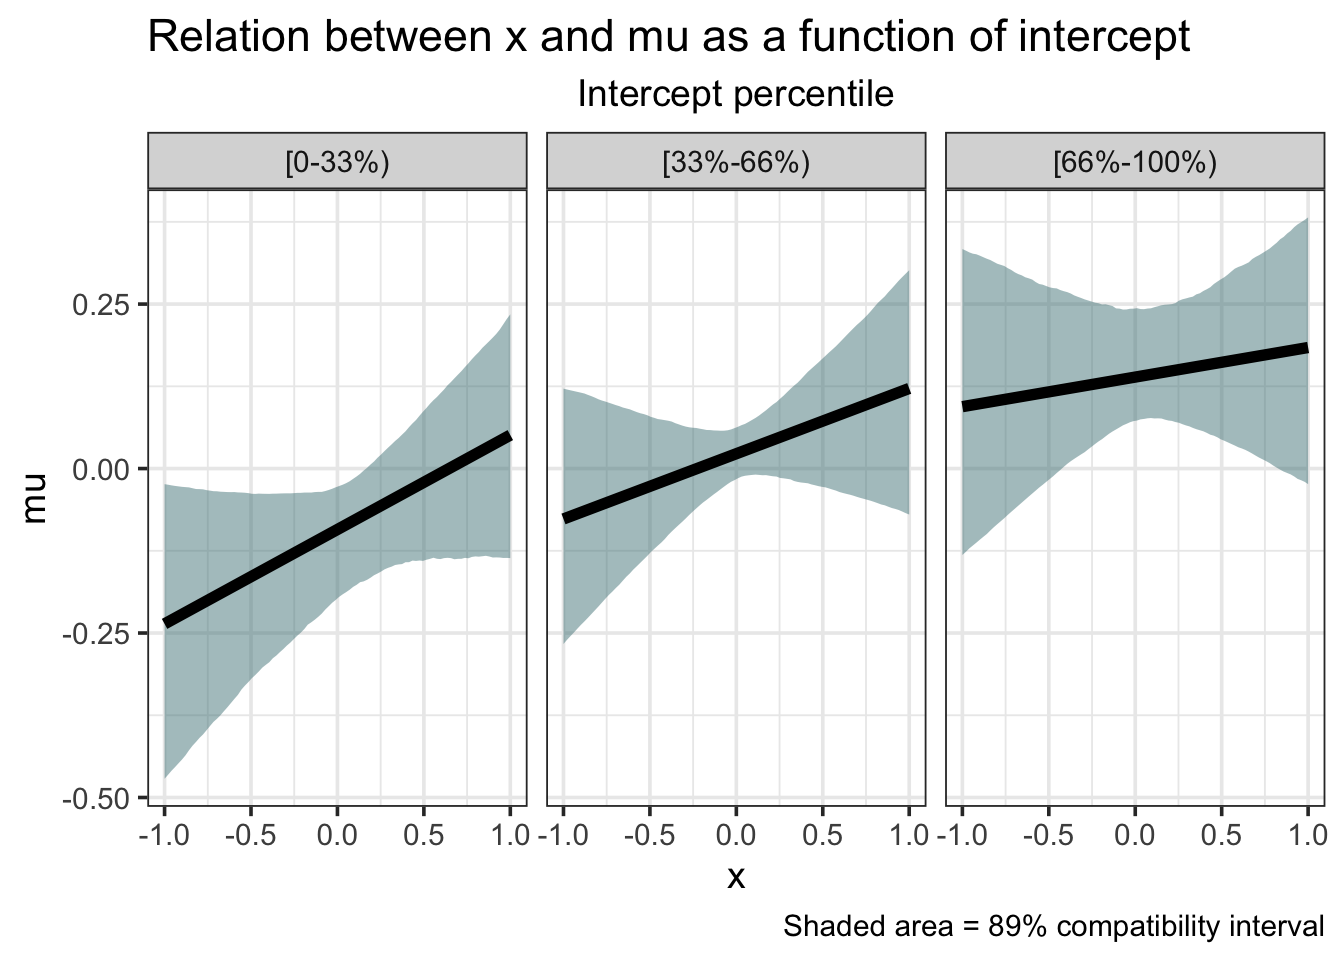 Relation between x and mu as a function of intercept
Intercept percentile
[0-33%) [33%-66%) [66%-100%)
mu
0.25
0.00
-0.25
-0.50
-1.0 -0.5 0.0 0.5 1.0 -1.0 -0.5 0.0 0.5 1.0 -1.0 -0.5 0.0 0.5 1.0
x
Shaded area = 89% compatibility interval